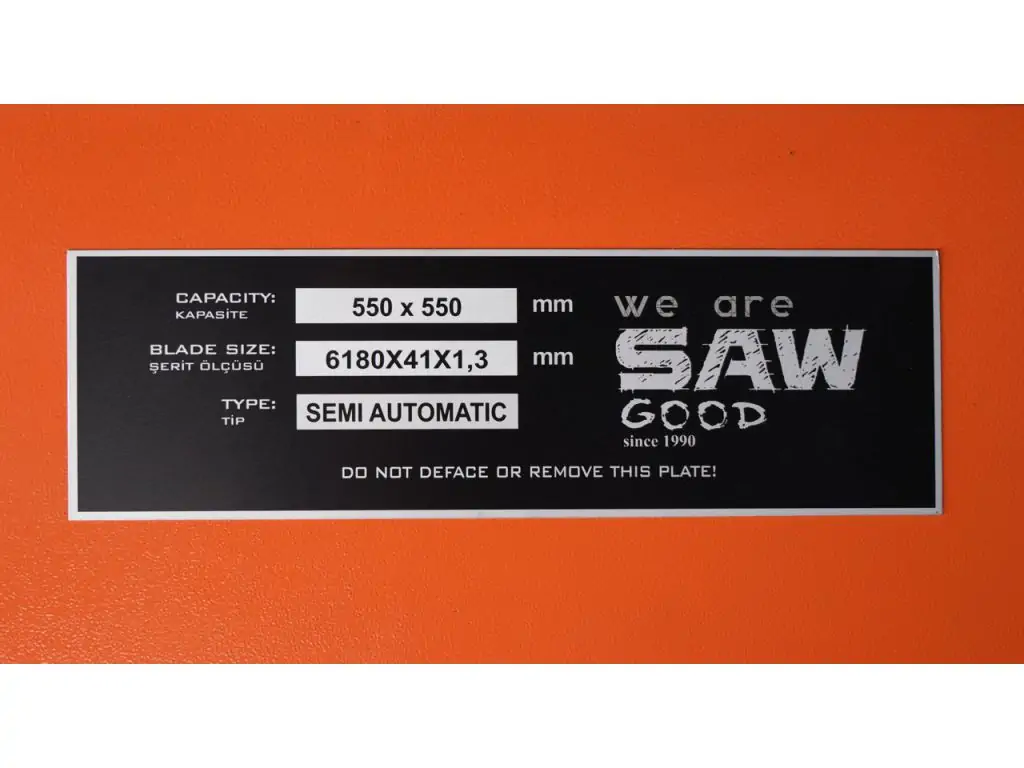 CAPACITY: 550 x 550 mm
KAPASİTE
BLADE SIZE: 6180X41X1,3 mm
ŞERİT ÖLÇÜSÜ
TYPE: SEMI AUTOMATIC
TİP
we are
SAW
GOOD
since 1990
DO NOT DEFACE OR REMOVE THIS PLATE!